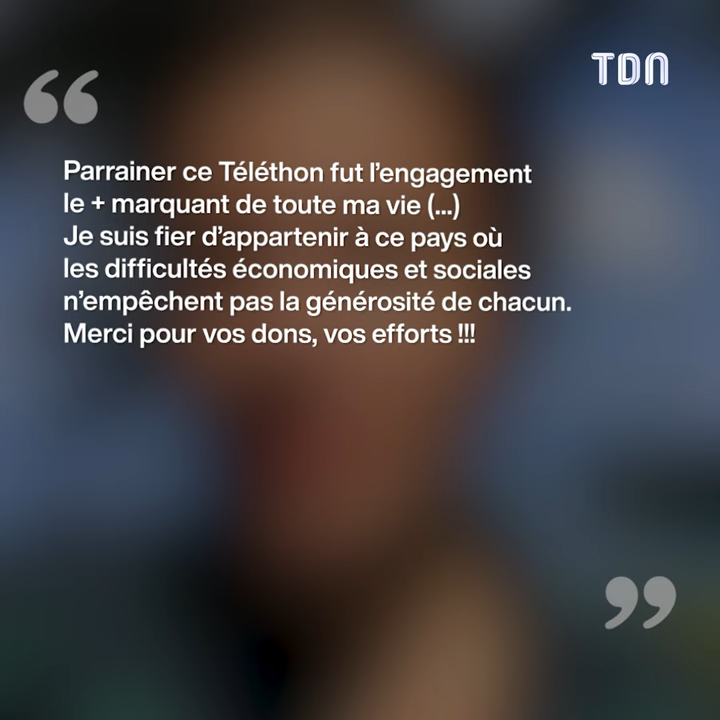 TDN
“
Parrainer ce Téléthon fut l’engagement
le + marquant de toute ma vie (...)
Je suis fier d’appartenir à ce pays où
les difficultés économiques et sociales
n’empêchent pas la générosité de chacun.
Merci pour vos dons, vos efforts !!!
”